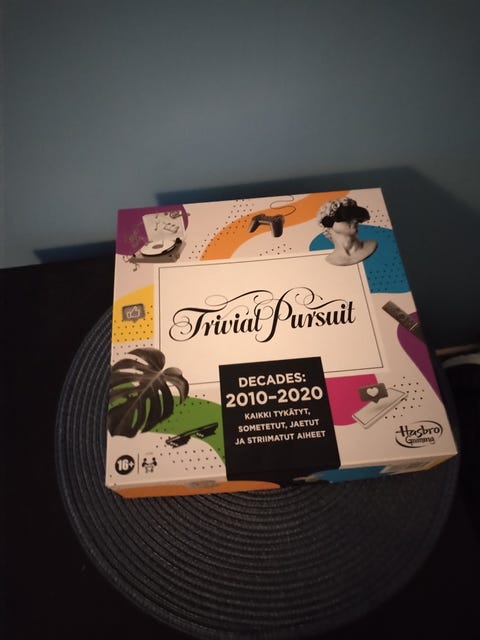 Trivial Pursuit
DECADES:
2010–2020
KAIKKI TYKÄTYT,
SOMETETUT, JAETUT
JA STRIIMATUT AIHEET
16+
Hasbro
Gaming